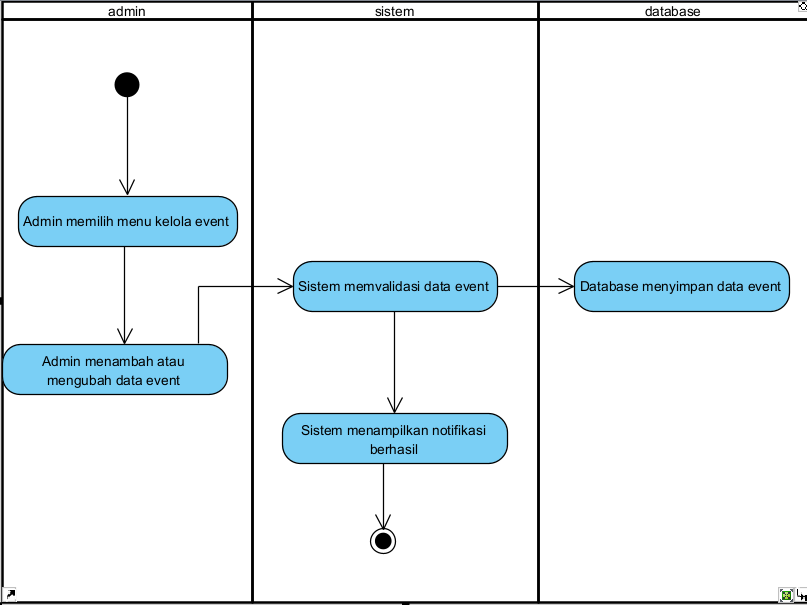 admin
sistem
database
Admin memilih menu kelola event
Sistem memvalidasi data event
Database menyimpan data event
Admin menambah atau
mengubah data event
Sistem menampilkan notifikasi
berhasil